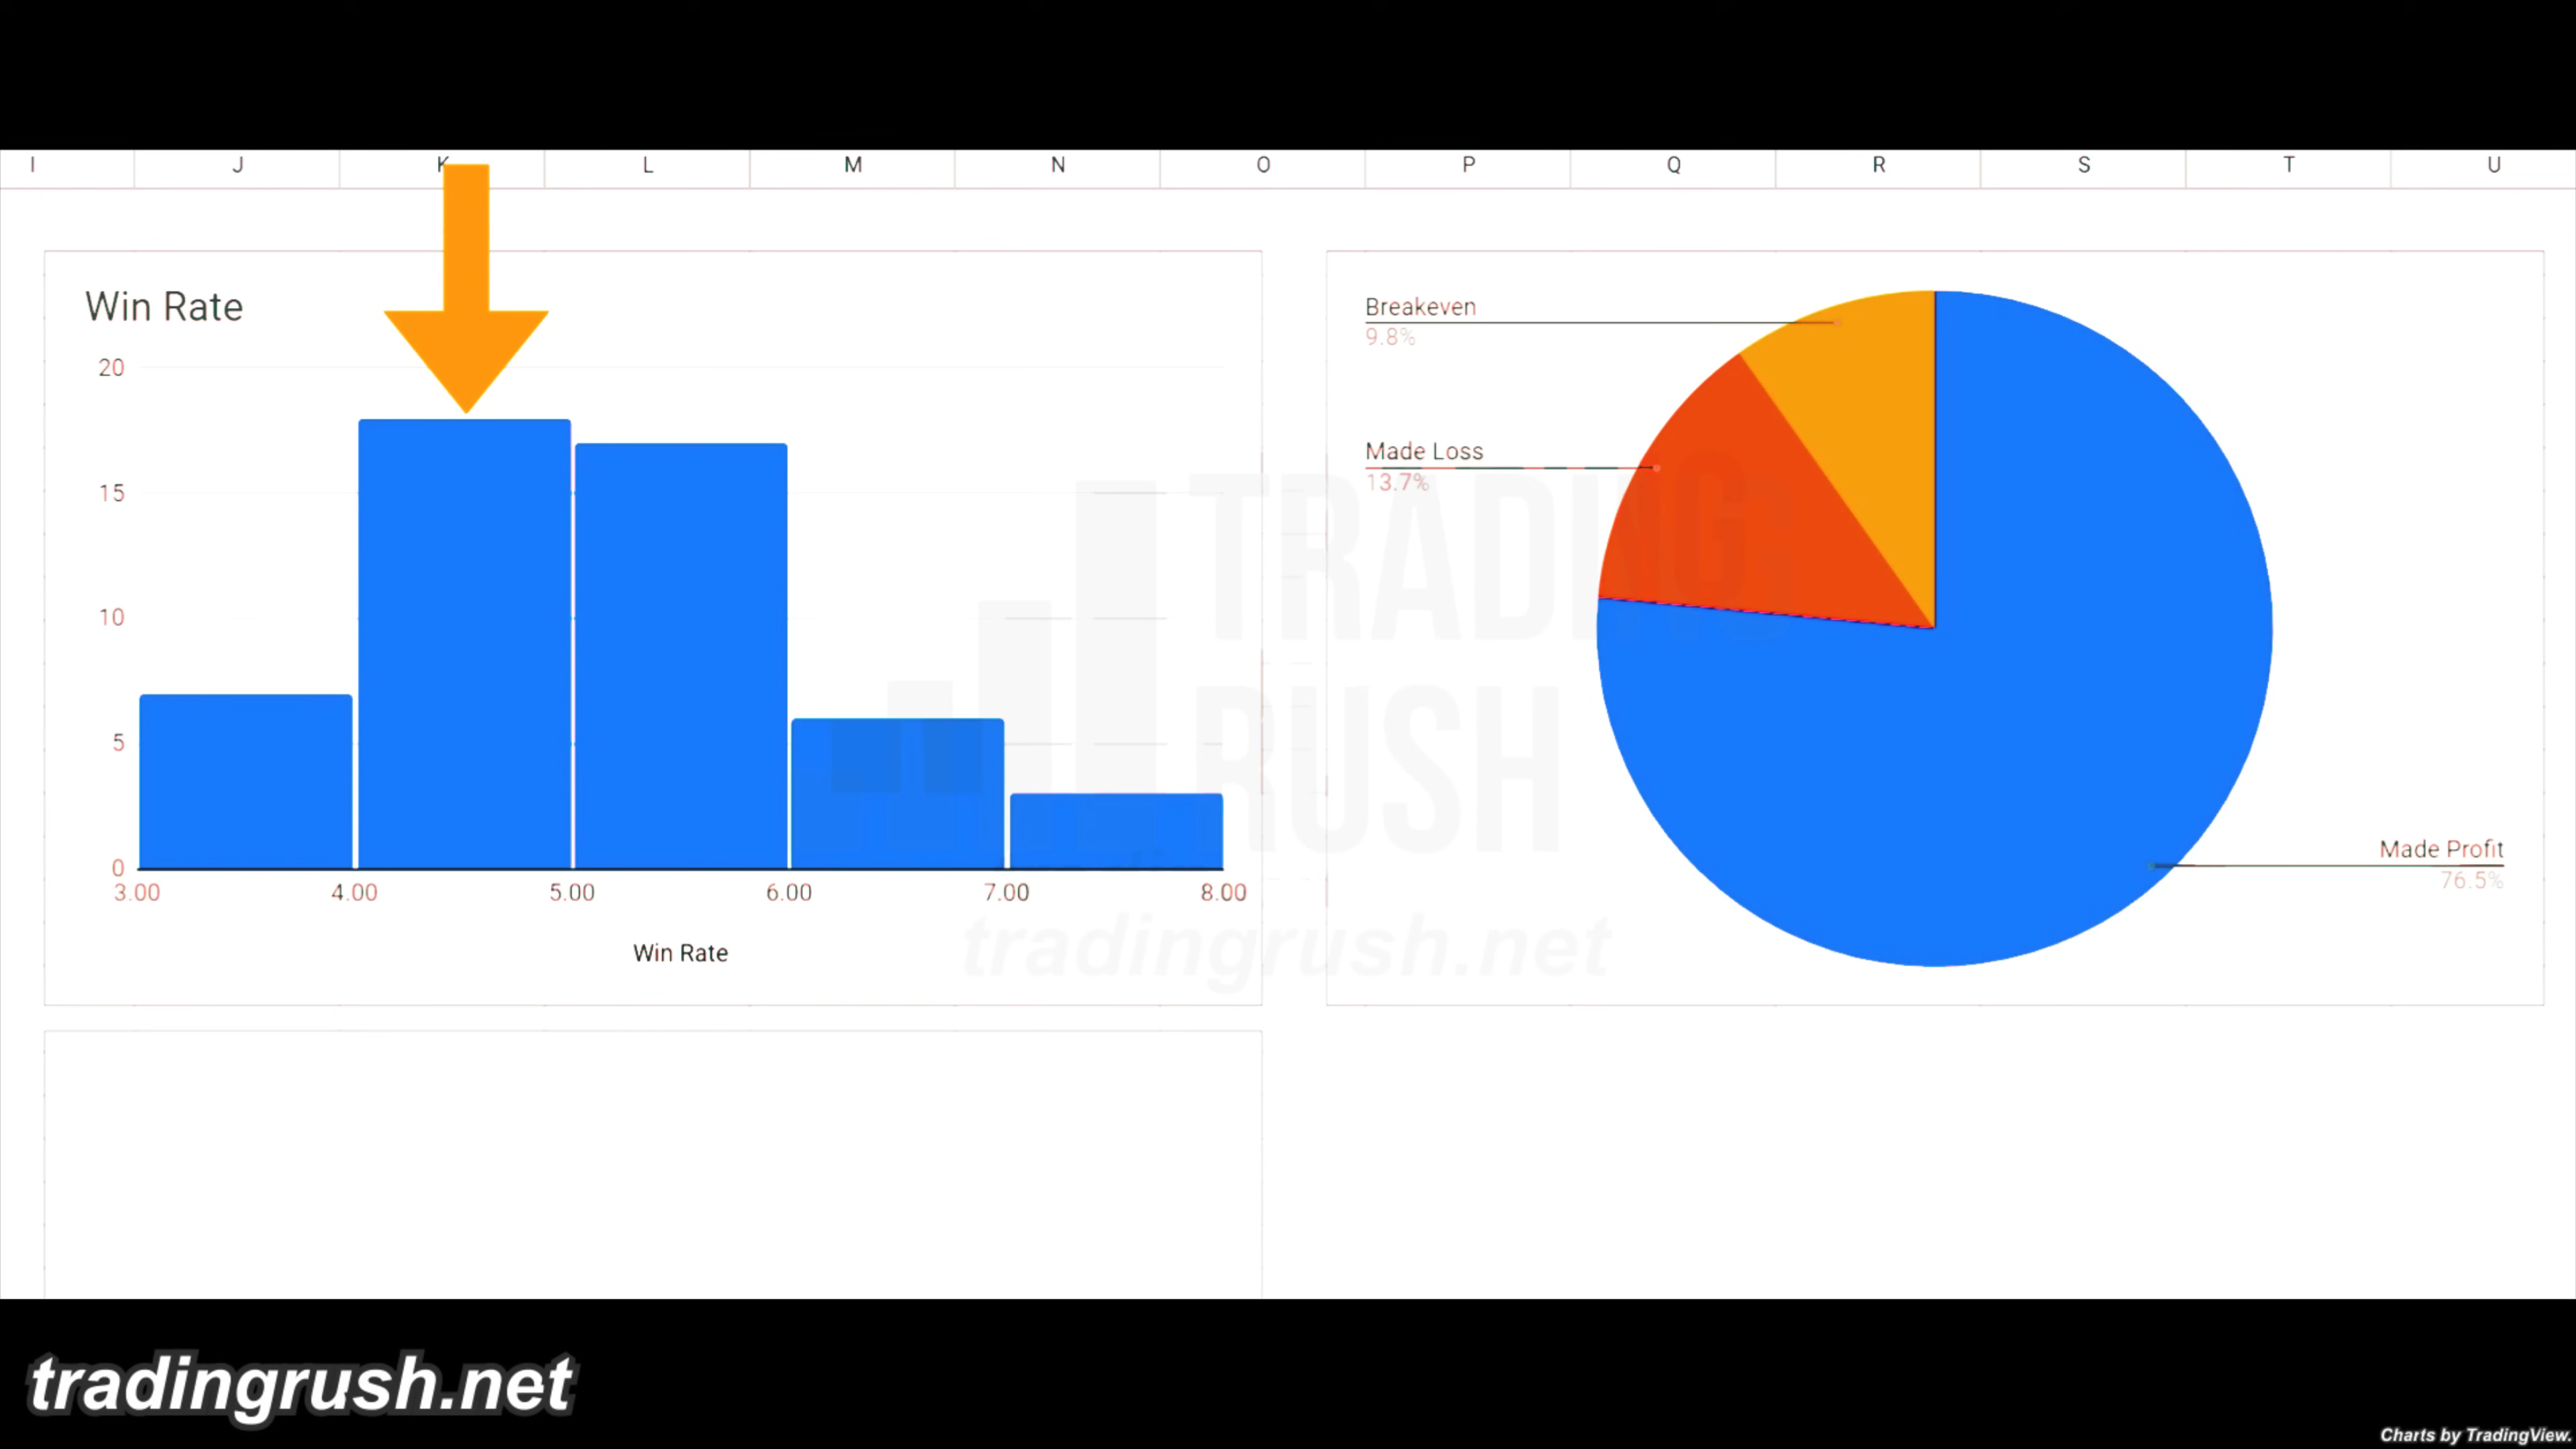 I J K L M N O P Q R S T U
Win Rate
20
15
10
5
0
3.00 4.00 5.00 6.00 7.00 8.00
Win Rate
Breakeven
9.8%
Made Loss
13.7%
Made Profit
76.5%
TRADING
RUSH
tradingrush.net
tradingrush.net
Charts by TradingView.